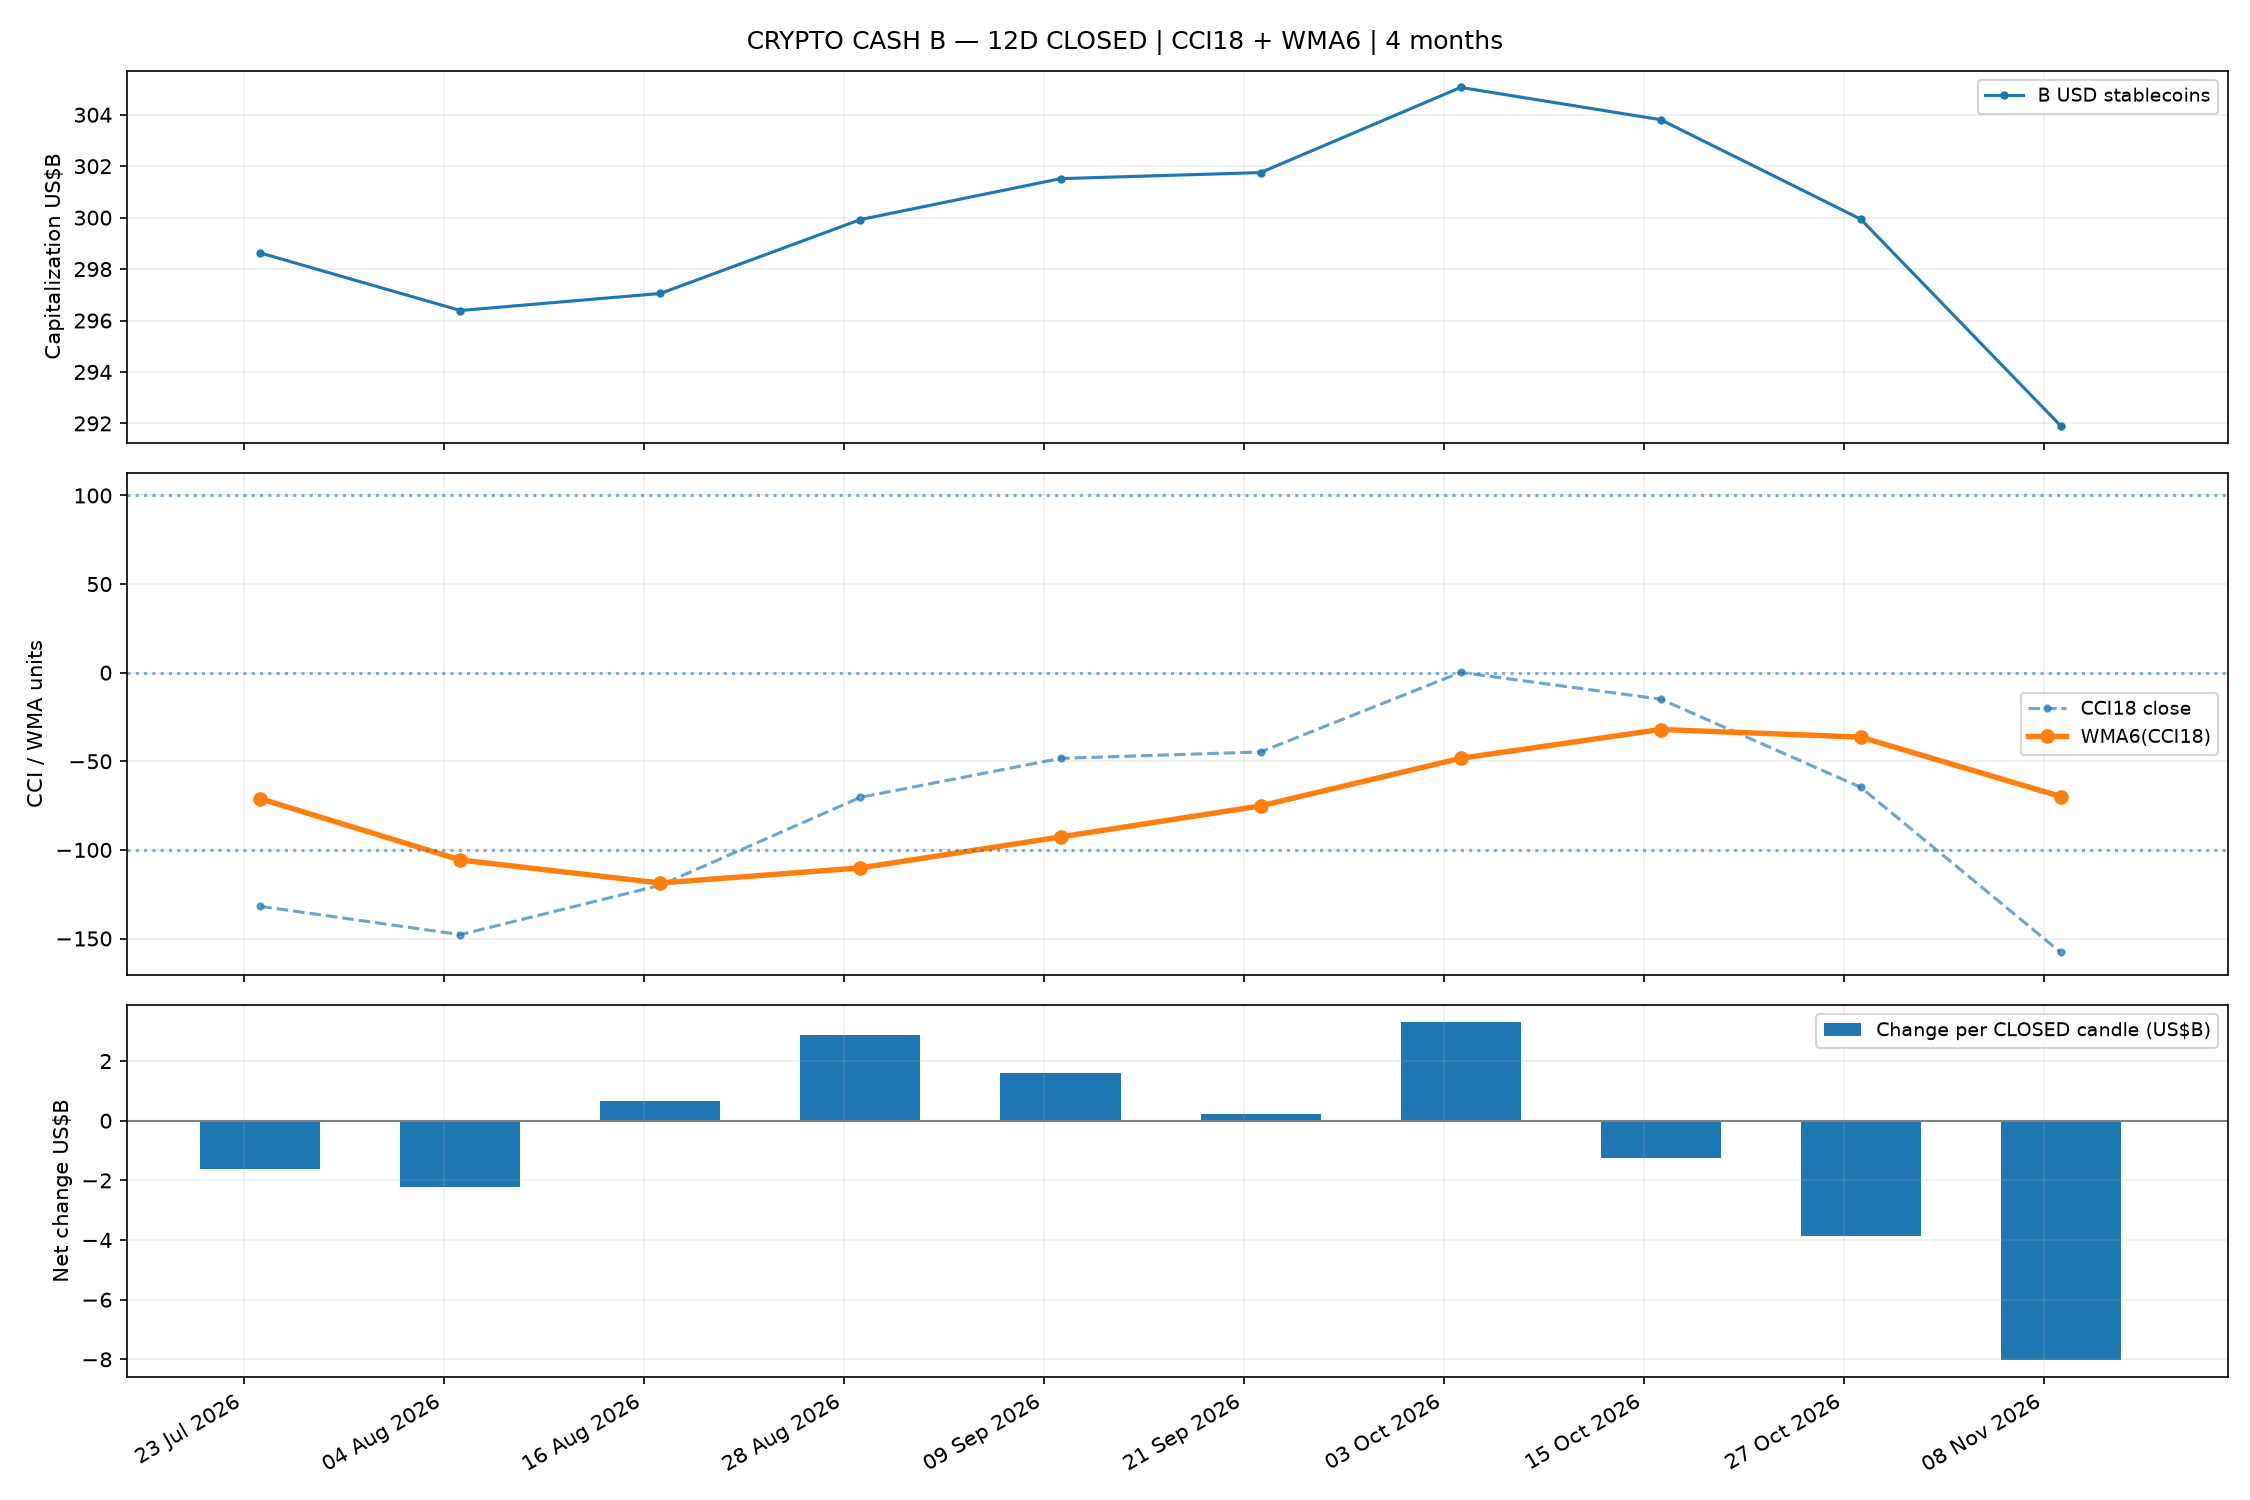 CRYPTO CASH B — 12D CLOSED | CCI18 + WMA6 | 4 months
Capitalization US$B
304
302
300
298
296
294
292
B USD stablecoins
CCI / WMA units
100
50
0
−50
−100
−150
CCI18 close
WMA6(CCI18)
Net change US$B
2
0
−2
−4
−6
−8
Change per CLOSED candle (US$B)
23 Jul 2026
04 Aug 2026
16 Aug 2026
28 Aug 2026
09 Sep 2026
21 Sep 2026
03 Oct 2026
15 Oct 2026
27 Oct 2026
08 Nov 2026